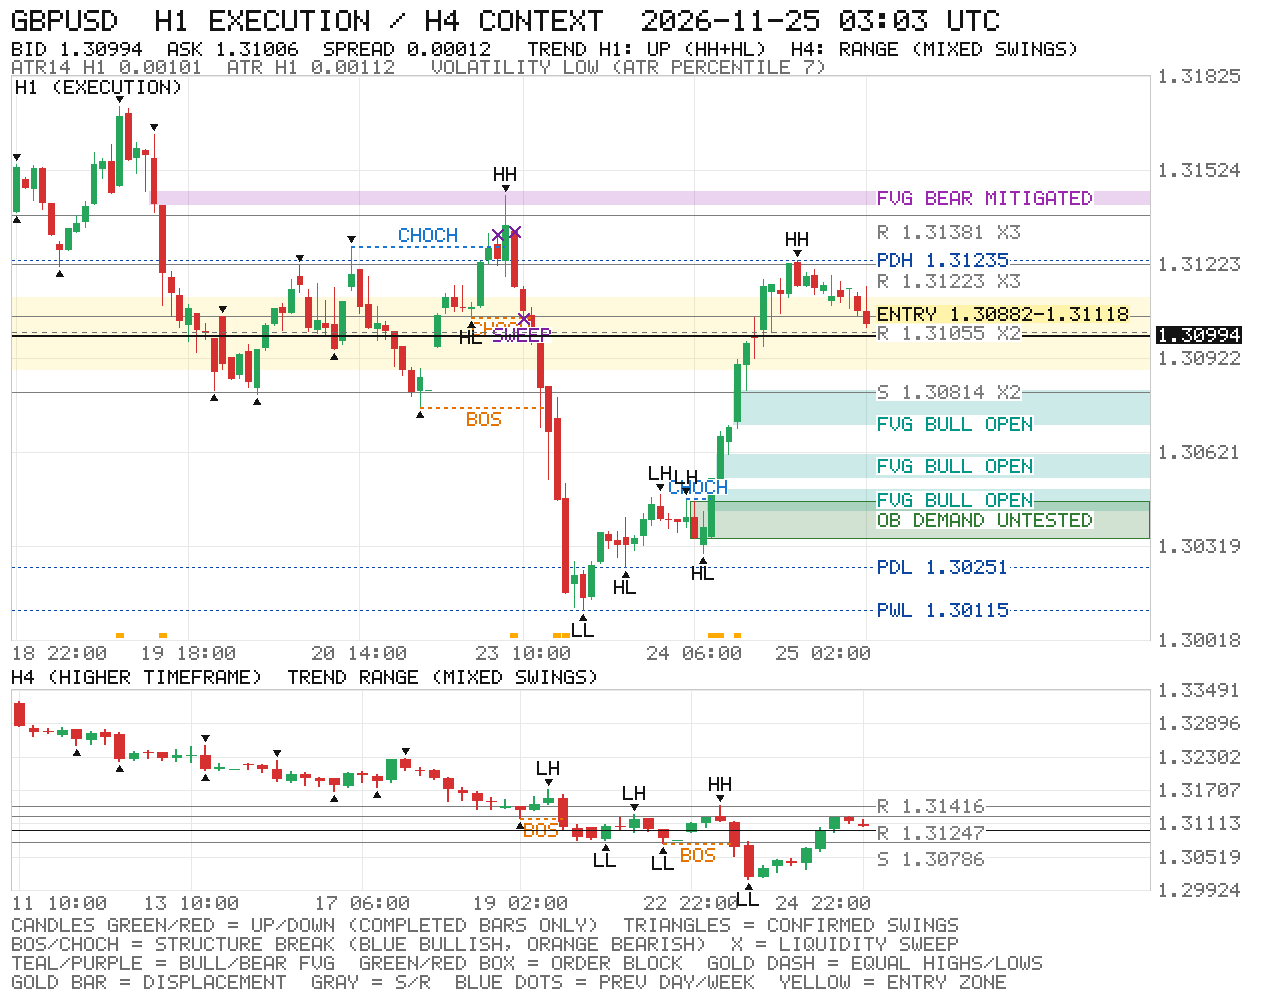 GBPUSD  H1 EXECUTION / H4 CONTEXT  2026-11-25 03:03 UTC
BID 1.30994  ASK 1.31006  SPREAD 0.00012  TREND H1: UP (HH+HL)  H4: RANGE (MIXED SWINGS)
ATR14 H1 0.00101  ATR H1 0.00112  VOLATILITY LOW (ATR PERCENTILE 7)
1.31825
H1 (EXECUTION)
1.31524
HH
FVG BEAR MITIGATED
CHOCH
R 1.31381 X3
HH
PDH 1.31235
1.31223
R 1.31223 X3
ENTRY 1.30882-1.31118
CHOCH
HL
SWEEP
R 1.31055 X2
1.30994
1.30922
S 1.30814 X2
BOS
FVG BULL OPEN
1.30621
FVG BULL OPEN
LH
LH
CHOCH
FVG BULL OPEN
OB DEMAND UNTESTED
1.30319
HL
HL
PDL 1.30251
PWL 1.30115
LL
1.30018
18 22:00
19 18:00
20 14:00
23 10:00
24 06:00
25 02:00
H4 (HIGHER TIMEFRAME)  TREND RANGE (MIXED SWINGS)
1.33491
1.32896
1.32302
LH
HH
1.31707
LH
R 1.31416
1.31113
BOS
R 1.31247
LL
LL
BOS
1.30519
S 1.30786
LL
1.29924
11 10:00
13 10:00
17 06:00
19 02:00
22 22:00
24 22:00
CANDLES GREEN/RED = UP/DOWN (COMPLETED BARS ONLY)  TRIANGLES = CONFIRMED SWINGS
BOS/CHOCH = STRUCTURE BREAK (BLUE BULLISH, ORANGE BEARISH)  X = LIQUIDITY SWEEP
TEAL/PURPLE = BULL/BEAR FVG  GREEN/RED BOX = ORDER BLOCK  GOLD DASH = EQUAL HIGHS/LOWS
GOLD BAR = DISPLACEMENT  GRAY = S/R  BLUE DOTS = PREV DAY/WEEK  YELLOW = ENTRY ZONE